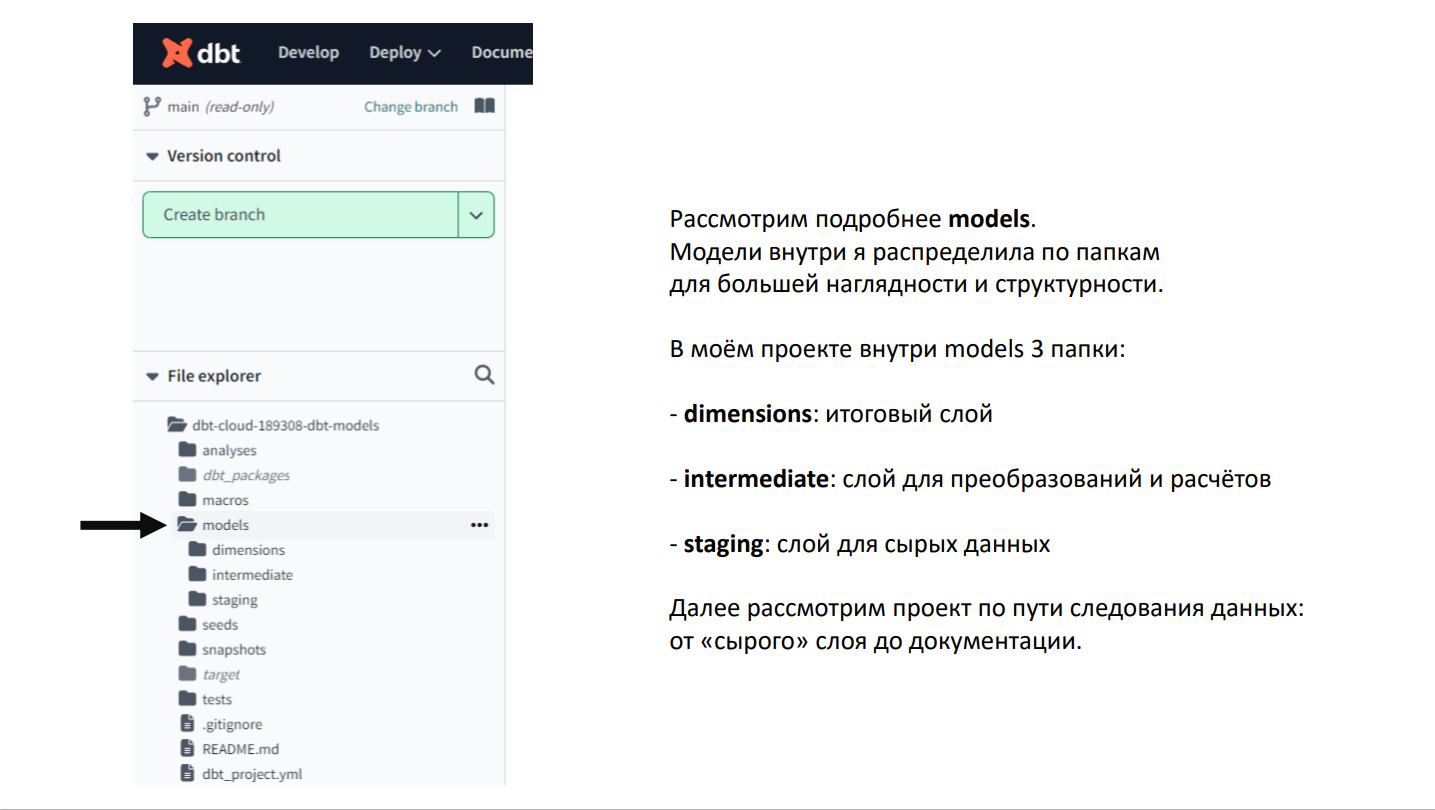 dbt Develop Deploy Docume
main (read-only) Change branch
Version control
Create branch
File explorer
dbt-cloud-189308-dbt-models
analyses
dbt_packages
macros
models
dimensions
intermediate
staging
seeds
snapshots
target
tests
.gitignore
README.md
dbt_project.yml
Рассмотрим подробнее models.
Модели внутри я распределила по папкам
для большей наглядности и структурности.
В моём проекте внутри models 3 папки:
- dimensions: итоговый слой
- intermediate: слой для преобразований и расчётов
- staging: слой для сырых данных
Далее рассмотрим проект по пути следования данных:
от «сырого» слоя до документации.